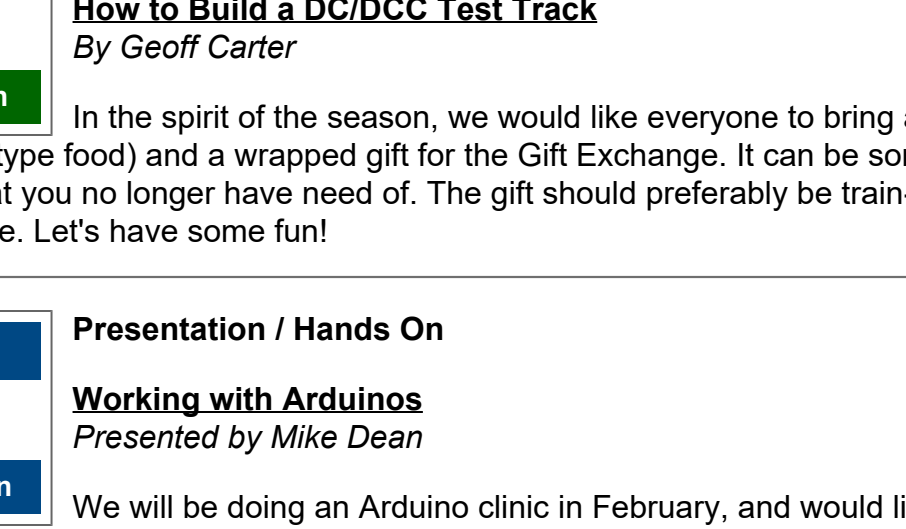 How to Build a DC/DCC Test Track
By Geoff Carter
n
In the spirit of the season, we would like everyone to bring
type food) and a wrapped gift for the Gift Exchange. It can be
you no longer have need of. The gift should preferably be train-
e. Let's have some fun!
Presentation / Hands On
Working with Arduinos
Presented by Mike Dean
n
We will be doing an Arduino clinic in February, and would